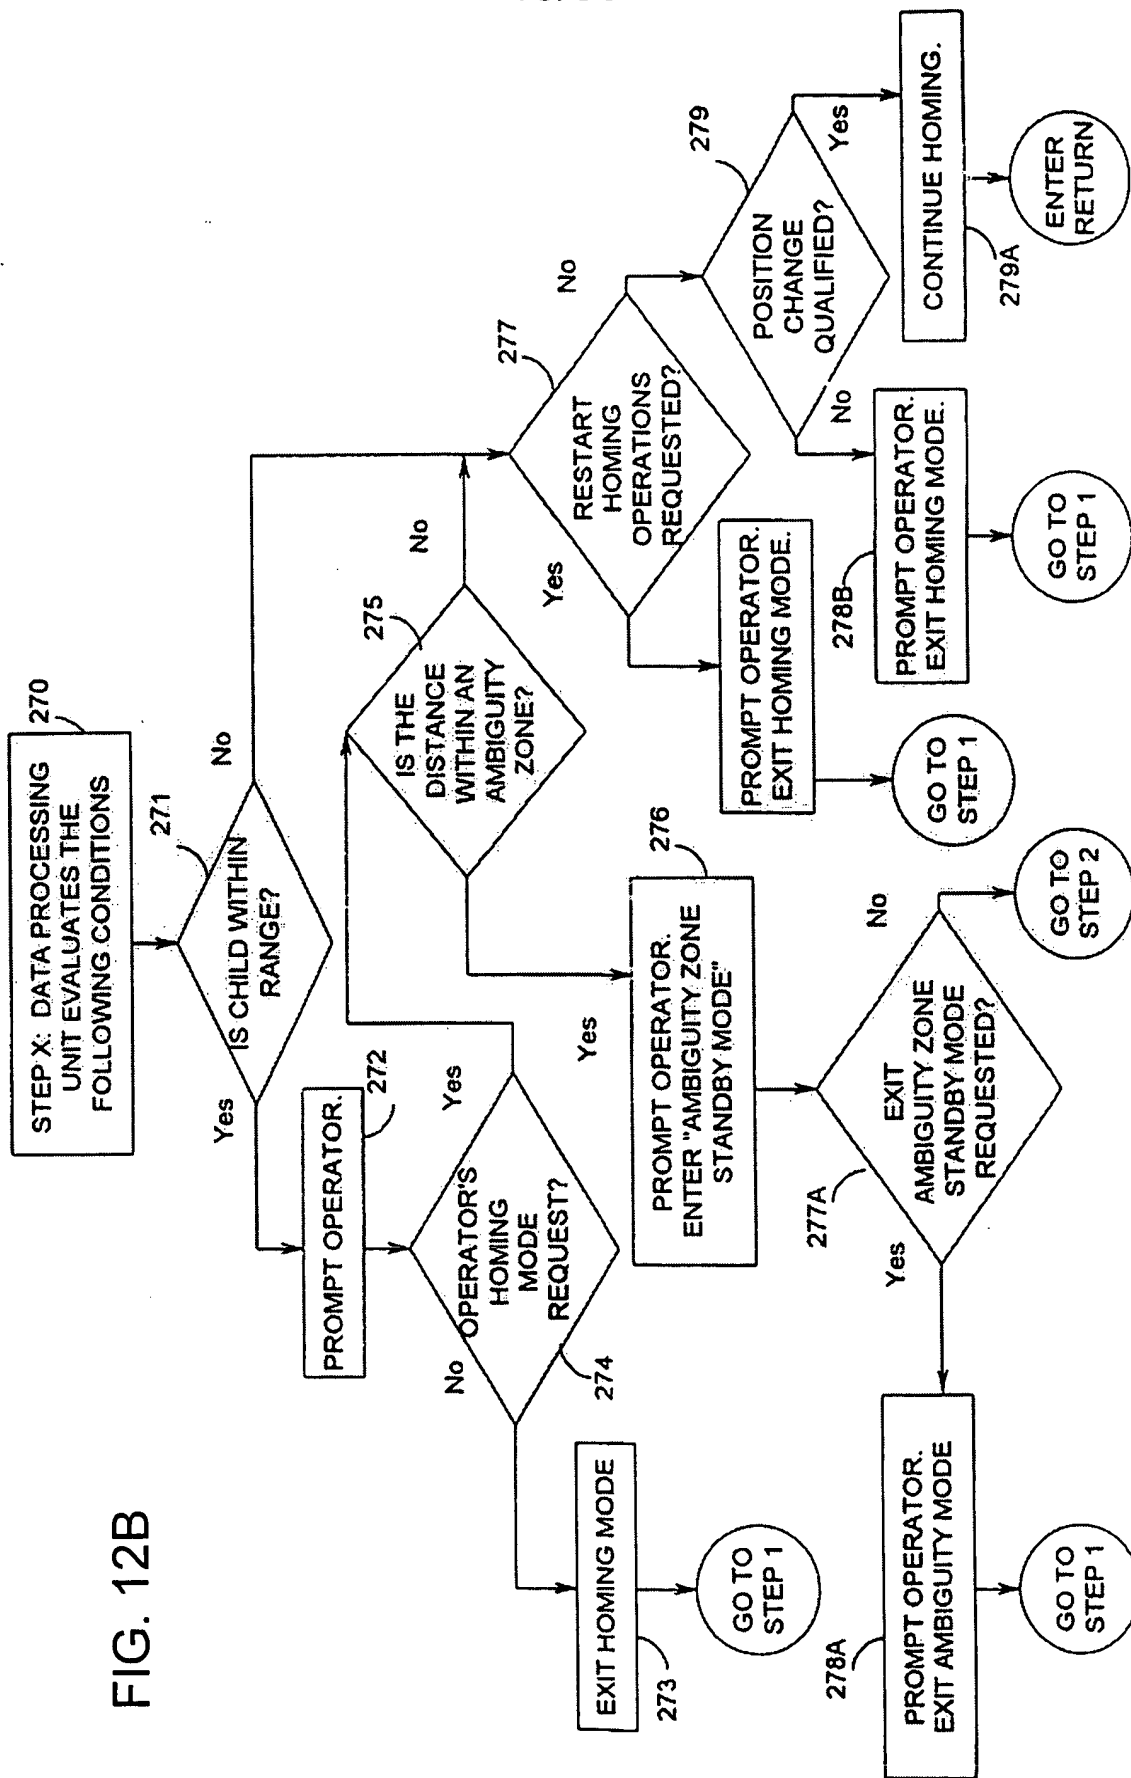 FIG. 12B
270
STEP X: DATA PROCESSING
UNIT EVALUATES THE
FOLLOWING CONDITIONS
271
IS CHILD WITHIN
RANGE?
Yes
No
PROMPT OPERATOR.
272
OPERATOR'S
HOMING
MODE
REQUEST?
274
No
Yes
EXIT HOMING MODE
273
GO TO
STEP 1
275
IS THE
DISTANCE
WITHIN AN
AMBIGUITY
ZONE?
No
Yes
276
PROMPT OPERATOR.
ENTER "AMBIGUITY ZONE
STANDBY MODE"
277A
EXIT
AMBIGUITY ZONE
STANDBY MODE
REQUESTED?
Yes
No
PROMPT OPERATOR.
EXIT AMBIGUITY MODE
278A
GO TO
STEP 1
GO TO
STEP 2
277
RESTART
HOMING
OPERATIONS
REQUESTED?
Yes
No
PROMPT OPERATOR.
EXIT HOMING MODE.
GO TO
STEP 1
279
POSITION
CHANGE
QUALIFIED?
No
Yes
278B
PROMPT OPERATOR.
EXIT HOMING MODE.
GO TO
STEP 1
CONTINUE HOMING.
279A
ENTER
RETURN